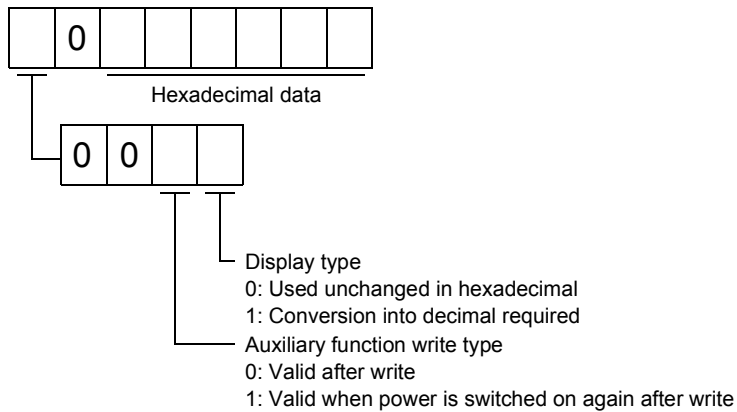 0
Hexadecimal data
0 0
Display type
0: Used unchanged in hexadecimal
1: Conversion into decimal required
Auxiliary function write type
0: Valid after write
1: Valid when power is switched on again after write